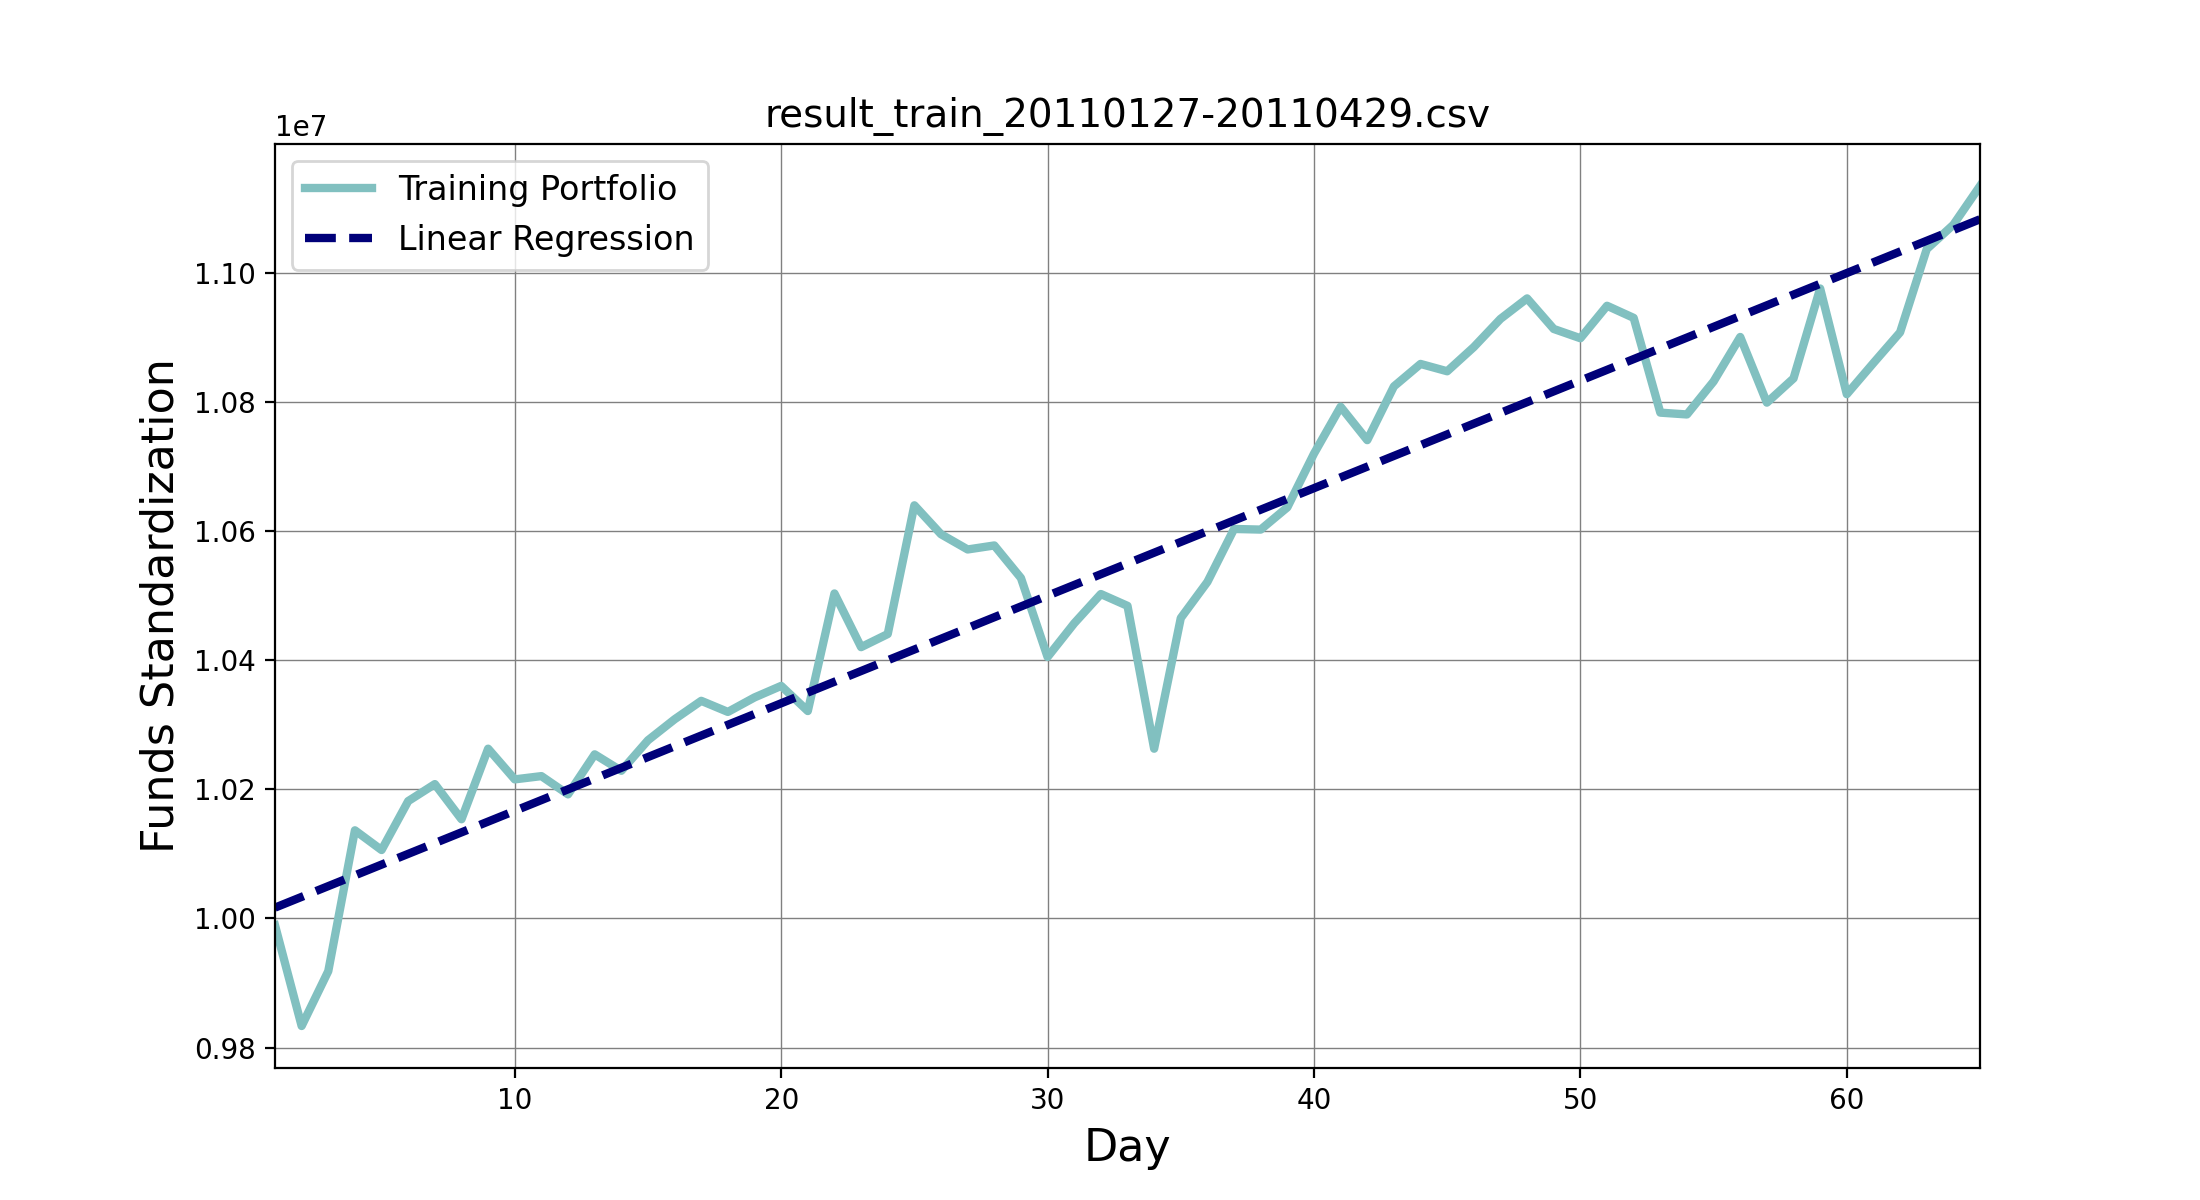 result_train_20110127-20110429.csv
1e7
Training Portfolio
Linear Regression
1.10
1.08
1.06
1.04
1.02
1.00
0.98
Funds Standardization
10 20 30 40 50 60
Day